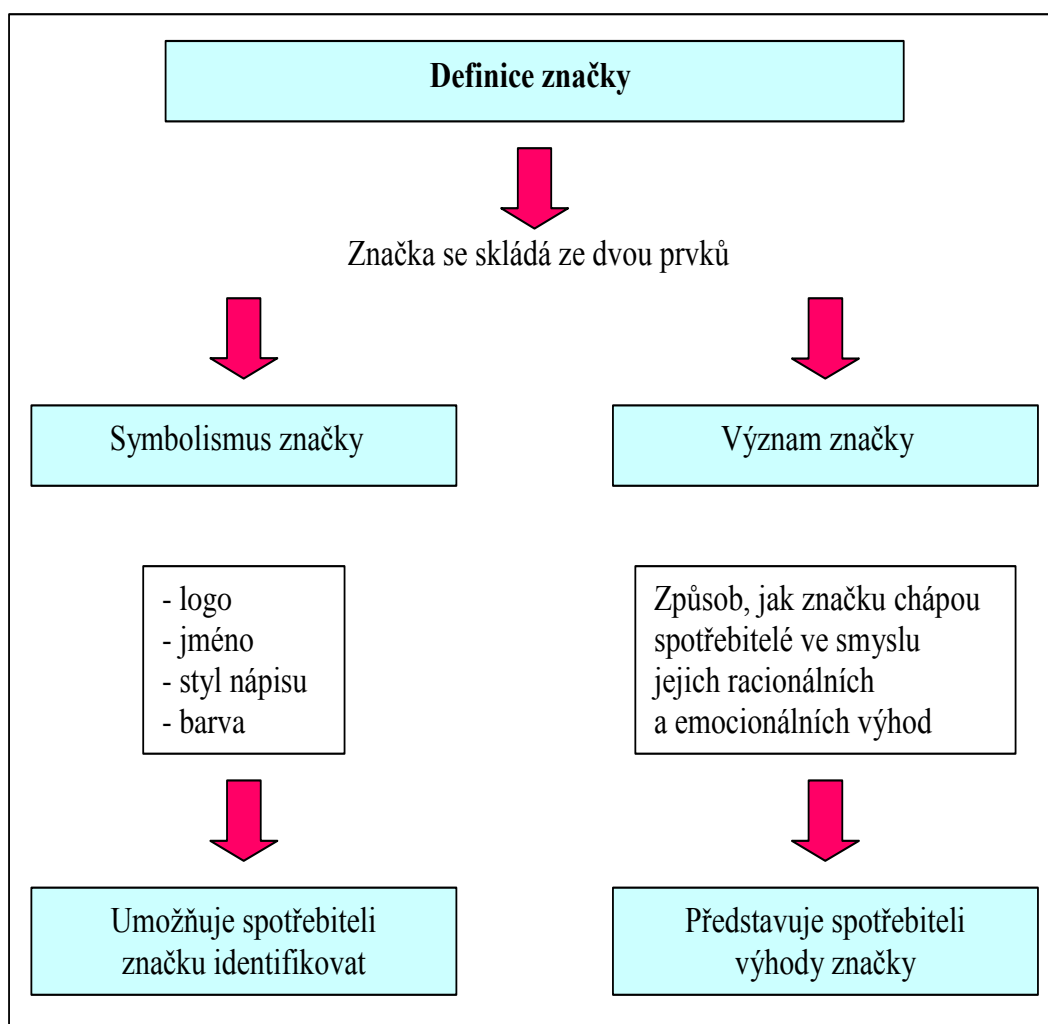 Definice značky
Značka se skládá ze dvou prvků
Symbolismus značky
Význam značky
- logo
- jméno
- styl nápisu
- barva
Způsob, jak značku chápou
spotřebitelé ve smyslu
jejich racionálních
a emocionálních výhod
Umožňuje spotřebiteli
značku identifikovat
Představuje spotřebiteli
výhody značky